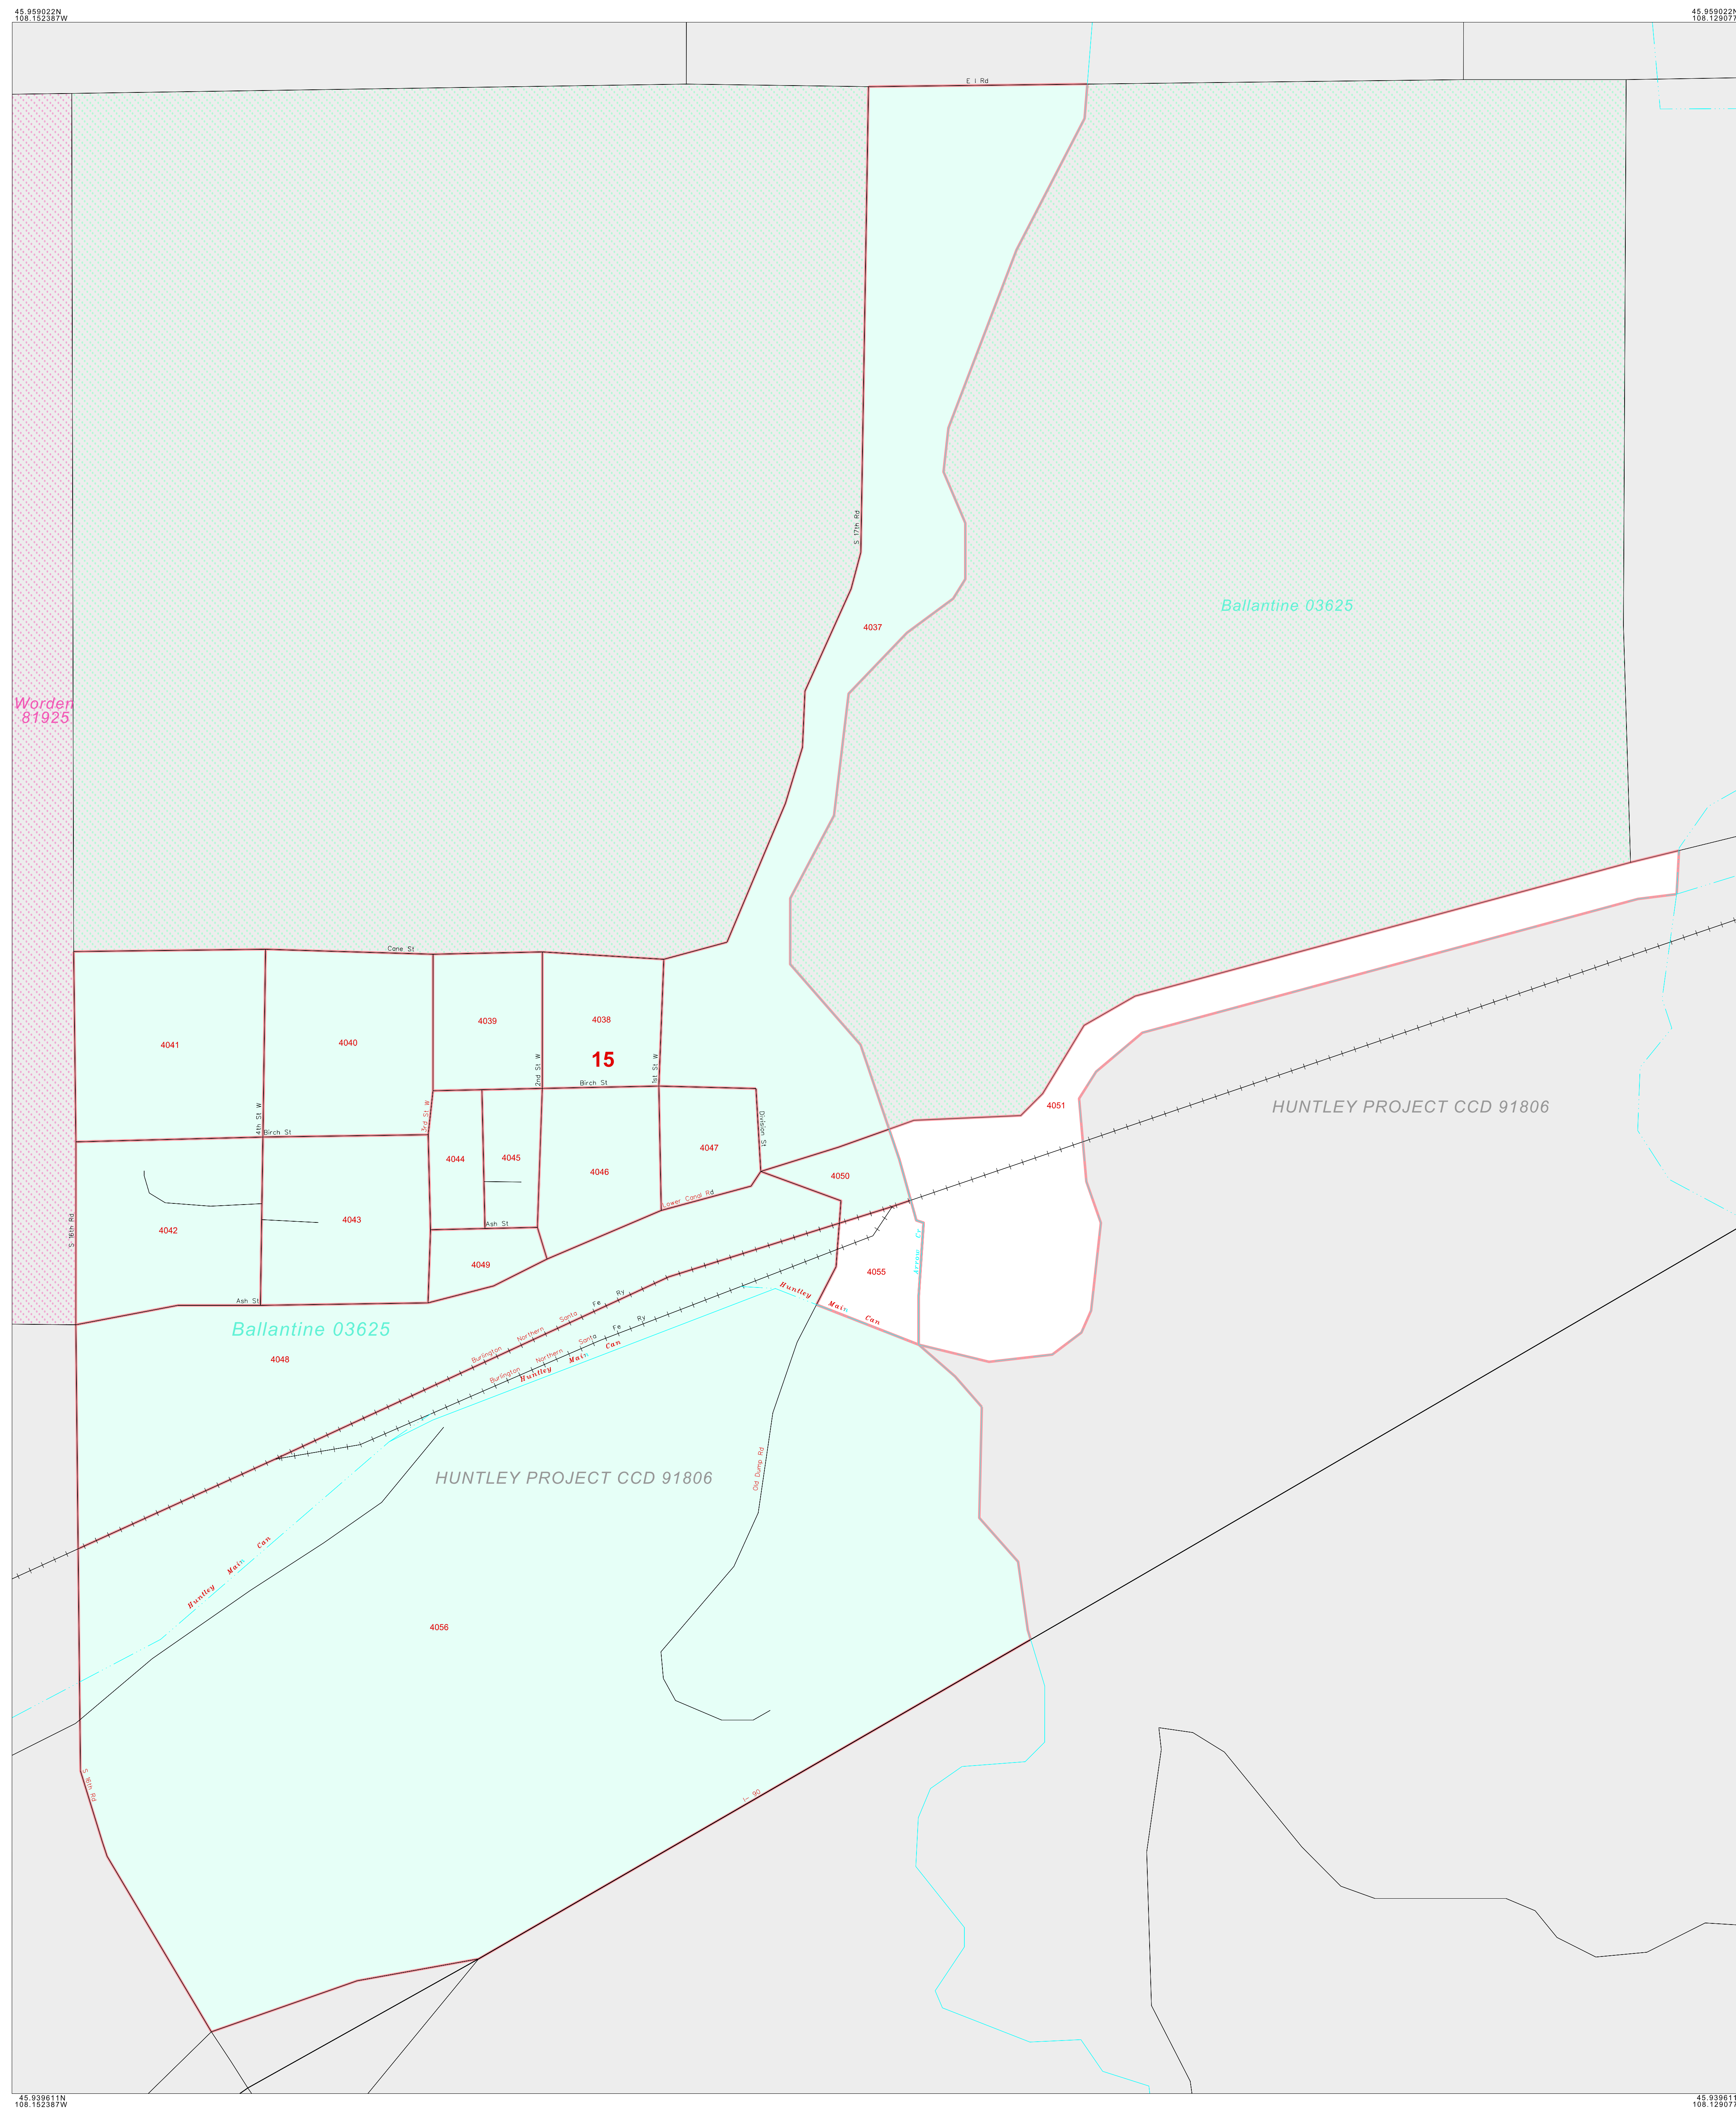 45.959022N
108.152387W
45.959022N
108.129077
E I Rd
S 17th Rd
4037
Ballantine 03625
Worden
81925
Cane St
4041
4040
4039
4038
15
4th St W
2nd St W
1st St W
Birch St
3rd St W
Birch St
Division St
4051
HUNTLEY PROJECT CCD 91806
4044
4045
4046
4047
4050
Lower Canal Rd
4042
4043
S 16th Rd
Ash St
4049
Arrow Cr
4055
Ash St
Huntley Main Can
Ballantine 03625
4048
Burlington Northern Santa Fe Ry
Burlington Northern Santa Fe Ry
Huntley Main Can
HUNTLEY PROJECT CCD 91806
Old Dump Rd
Huntley Main Can
4056
S 16th Rd
I- 90
45.939611N
108.152387W
45.939611
108.129077